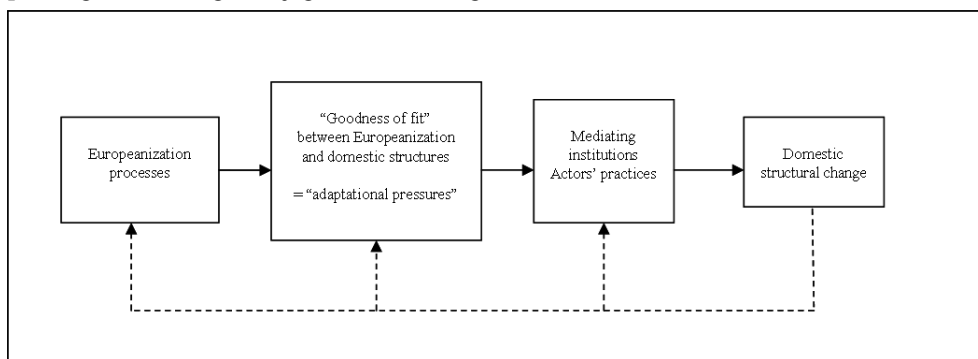 Europeanization
processes
“Goodness of fit”
between Europeanization
and domestic structures
= “adaptational pressures”
Mediating
institutions
Actors’ practices
Domestic
structural change